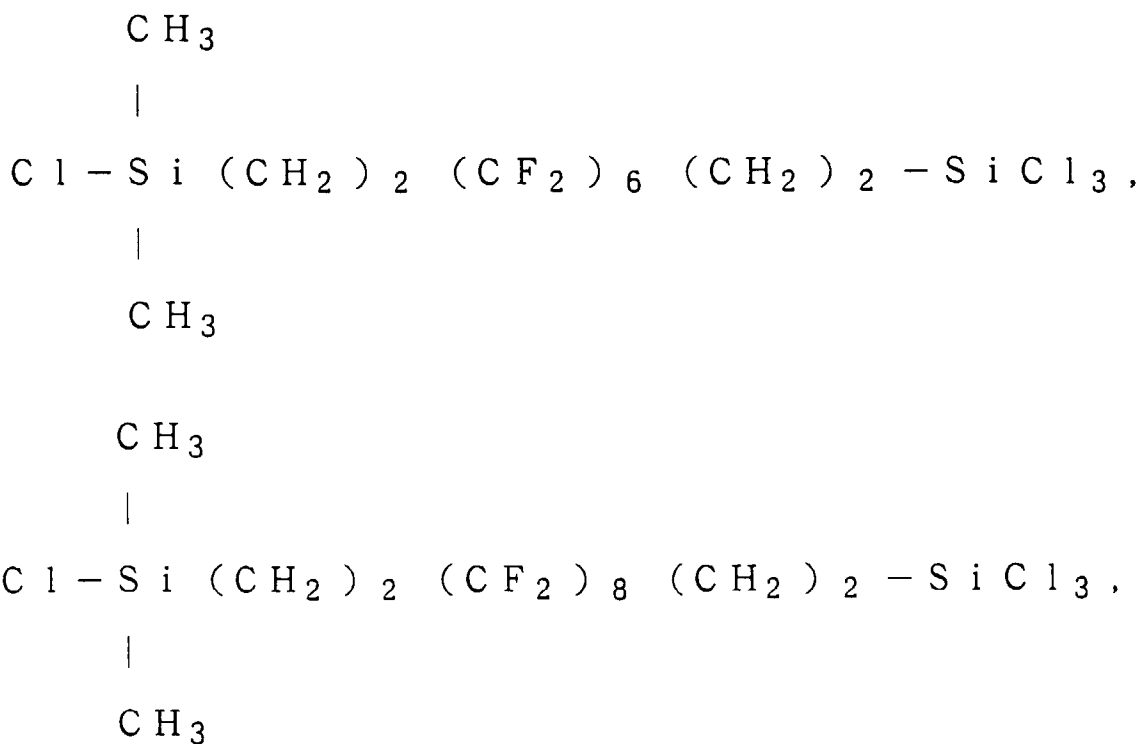 CH3
|
Cl-Si(CH2)2(CF2)6(CH2)2-SiCl3,
|
CH3
CH3
|
Cl-Si(CH2)2(CF2)8(CH2)2-SiCl3,
|
CH3